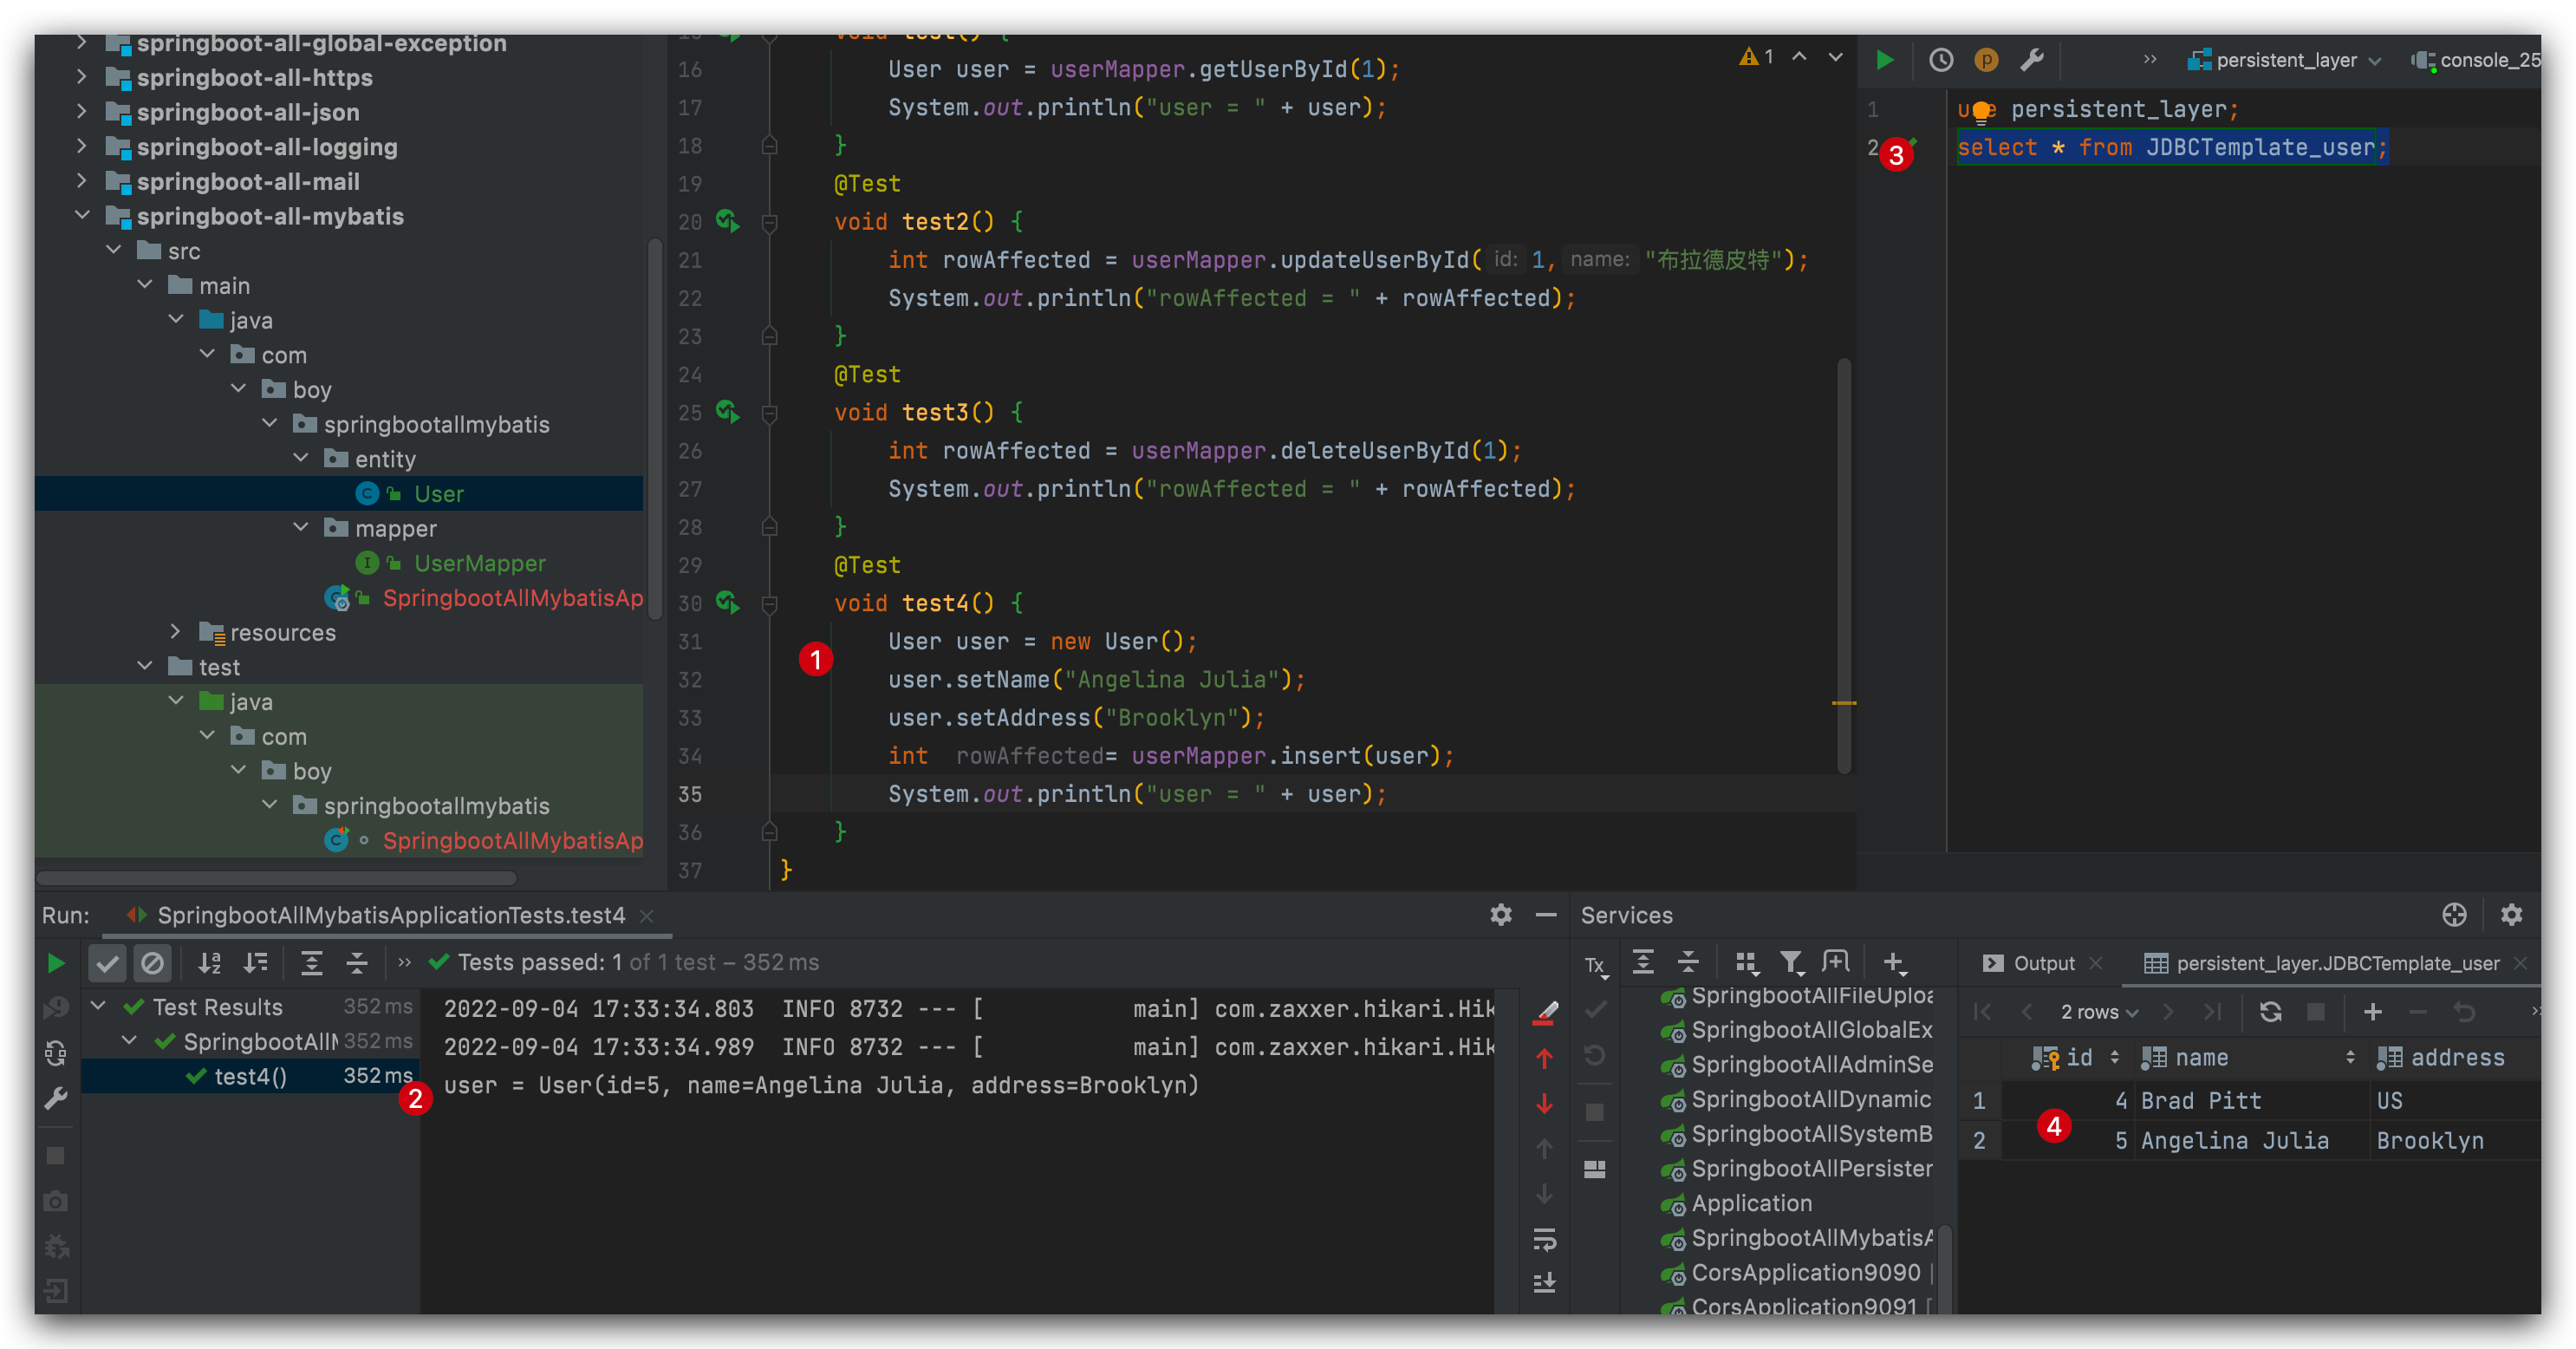 springboot-all-global-exception
springboot-all-https
springboot-all-json
springboot-all-logging
springboot-all-mail
springboot-all-mybatis
src
main
java
com
boy
springbootallmybatis
entity
User
mapper
UserMapper
SpringbootAllMybatisAp
resources
test
java
com
boy
springbootallmybatis
SpringbootAllMybatisAp
16 User user = userMapper.getUserById(1);
17 System.out.println("user = " + user);
18 }
19 @Test
20 void test2() {
21 int rowAffected = userMapper.updateUserById( id: 1, name: "布拉德皮特");
22 System.out.println("rowAffected = " + rowAffected);
23 }
24 @Test
25 void test3() {
26 int rowAffected = userMapper.deleteUserById(1);
27 System.out.println("rowAffected = " + rowAffected);
28 }
29 @Test
30 void test4() {
31 User user = new User();
1
32 user.setName("Angelina Julia");
33 user.setAddress("Brooklyn");
34 int rowAffected= userMapper.insert(user);
35 System.out.println("user = " + user);
36 }
37 }
1
persistent_layer
console_25
1 use persistent_layer;
2 select * from JDBCTemplate_user;
3
Run: SpringbootAllMybatisApplicationTests.test4
Tests passed: 1 of 1 test – 352 ms
Test Results 352 ms
352 ms
test4() 352 ms
2
2022-09-04 17:33:34.803 INFO 8732 --- [ main] com.zaxxer.hikari.Hik
2022-09-04 17:33:34.989 INFO 8732 --- [ main] com.zaxxer.hikari.Hik
user = User(id=5, name=Angelina Julia, address=Brooklyn)
Services
Tx
SpringbootAllFileUploa
SpringbootAllGlobalEx
SpringbootAllAdminSe
SpringbootAllDynamic
SpringbootAllSystemB
SpringbootAllPersister
Application
SpringbootAllMybatisA
CorsApplication9090
CorsApplication9091
Output persistent_layer.JDBCTemplate_user
2 rows
id name address
1 4 Brad Pitt US
4
2 5 Angelina Julia Brooklyn